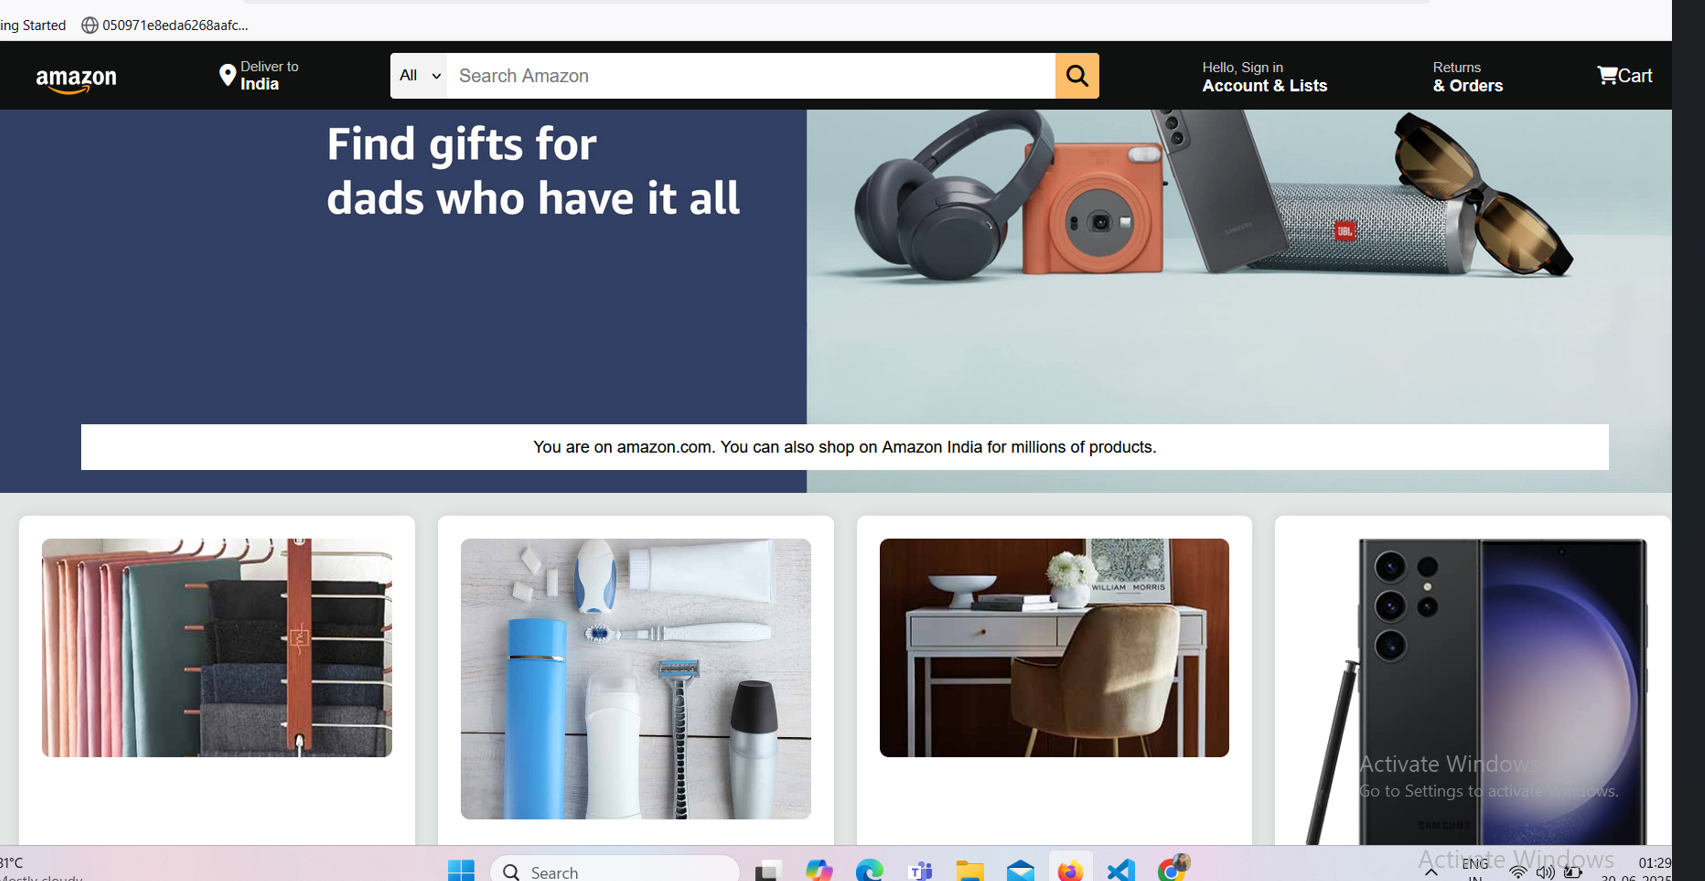 ing Started 050971e8eda6268aafc...
amazon
Deliver to
India
All
Search Amazon
Hello, Sign in
Account & Lists
Returns
& Orders
Cart
Find gifts for
dads who have it all
SAMSUNG
JBL
You are on amazon.com. You can also shop on Amazon India for millions of products.
WILLIAM MORRIS
SAMSUNG
Activate Windows
Go to Settings to activate Windows.
Activate Windows
31°C
Mostly cloudy
Search
ENG
IN
01:29
30-06-2025